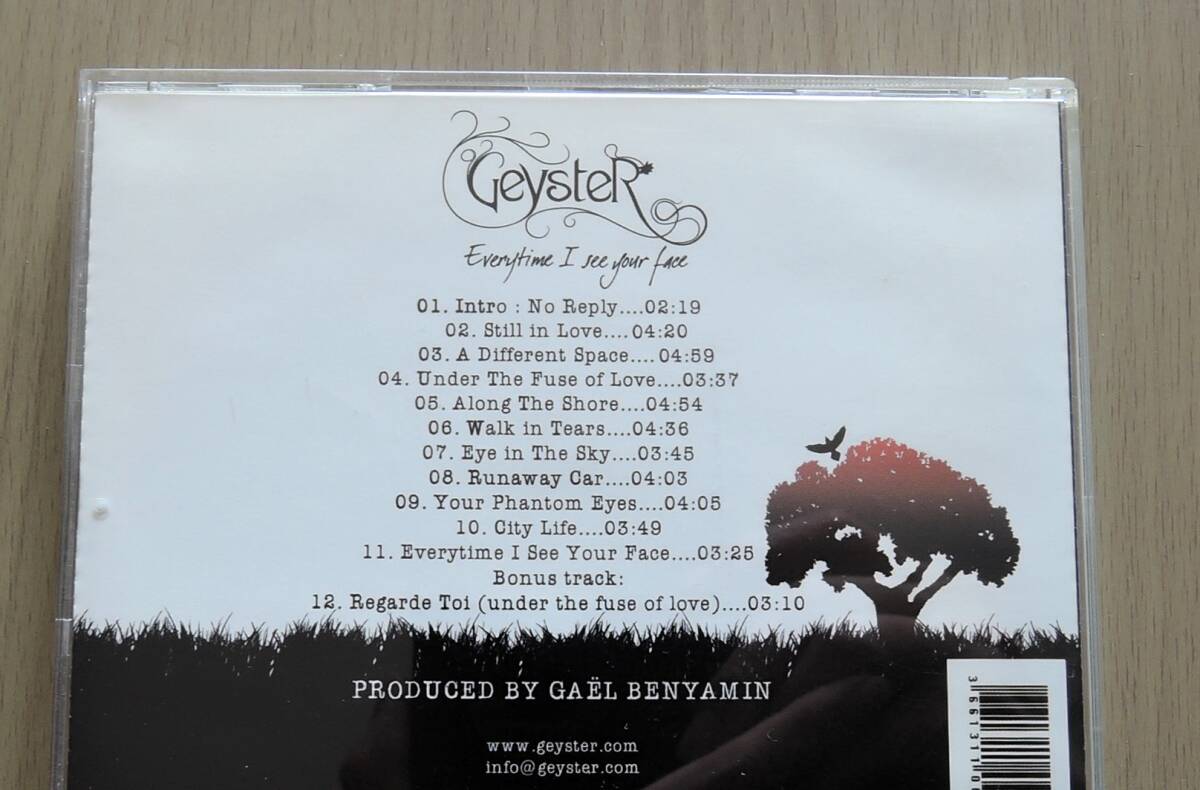 GeysteR
Everytime I see your face
01. Intro : No Reply....02:19
02. Still in Love....04:20
03. A Different Space....04:59
04. Under The Fuse of Love....03:37
05. Along The Shore....04:54
06. Walk in Tears....04:36
07. Eye in The Sky....03:45
08. Runaway Car....04:03
09. Your Phantom Eyes....04:05
10. City Life....03:49
11. Everytime I See Your Face....03:25
Bonus track:
12. Regarde Toi (under the fuse of love)....03:10
PRODUCED BY GAËL BENYAMIN
www.geyster.com
info@geyster.com